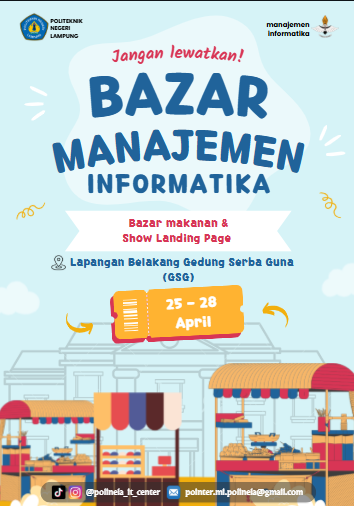 POLITEKNIK
NEGERI
LAMPUNG
manajemen
informatika
Jangan lewatkan!
BAZAR
MANAJEMEN
INFORMATIKA
Bazar makanan &
Show Landing Page
Lapangan Belakang Gedung Serba Guna
(GSG)
25 - 28
April
@polinela_it_center
pointer.mi.polinela@gmail.com